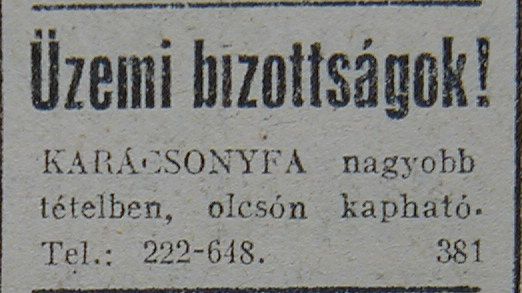 Üzemi bizottságok!
KARÁCSONYFA nagyobb
tételben, olcsón kapható.
Tel.: 222-648. 381